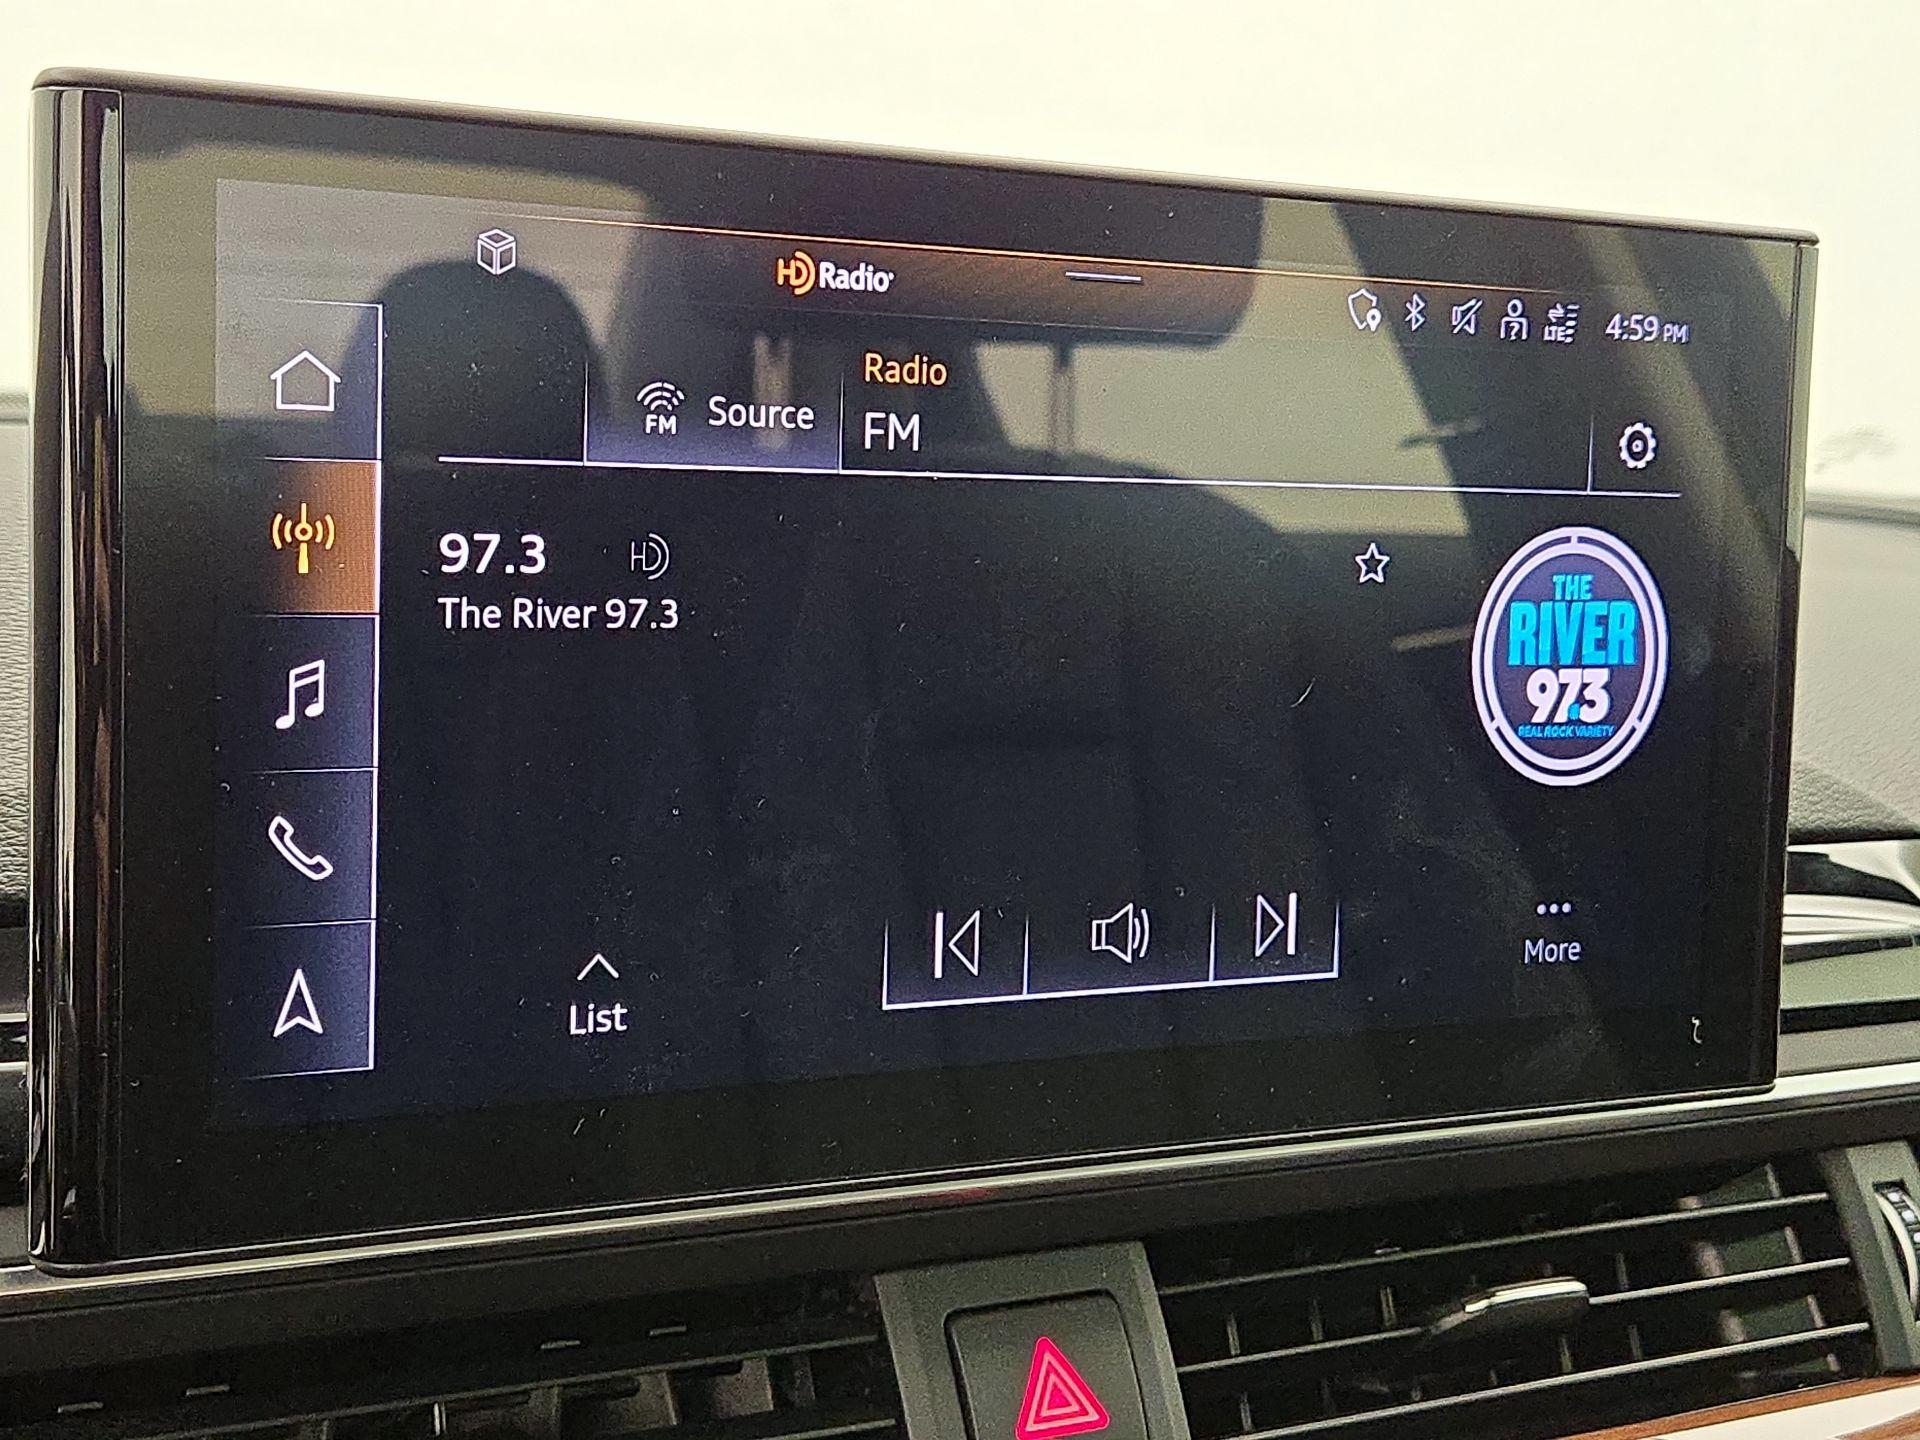 HD Radio
LTE 4:59 PM
FM Source
Radio
FM
97.3 HD
The River 97.3
THE
RIVER
97.3
REAL ROCK VARIETY
List
More